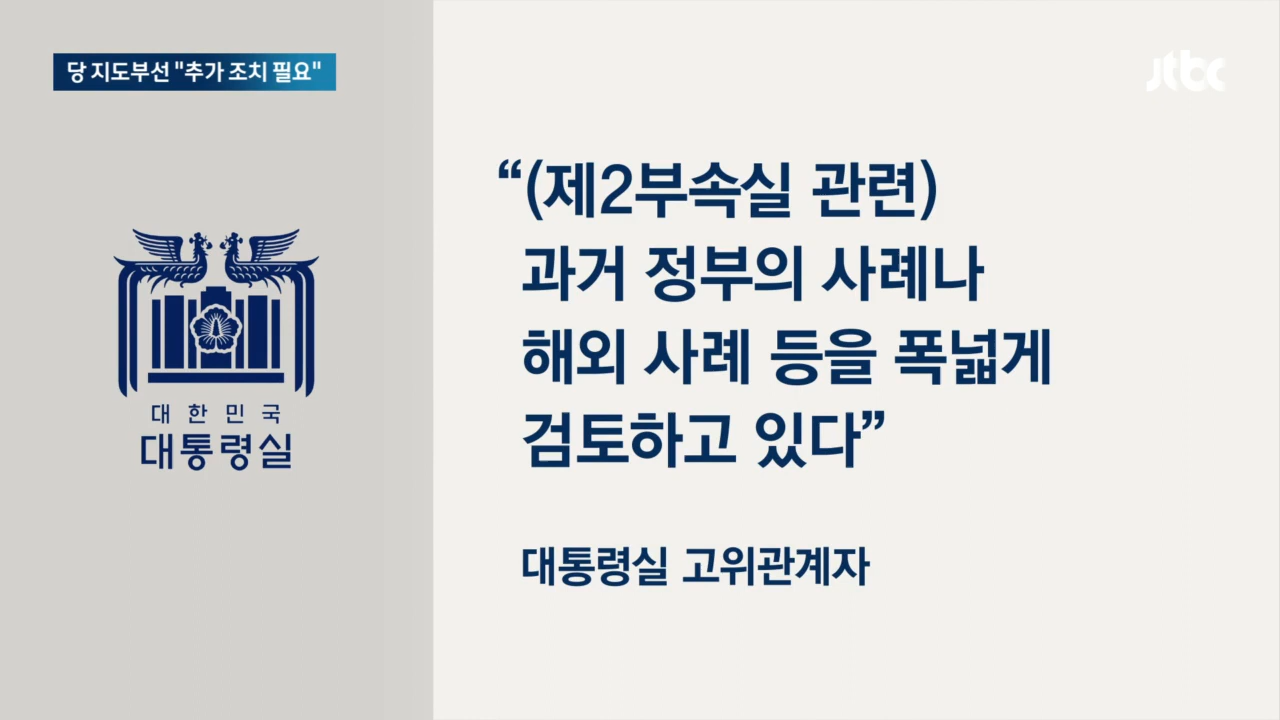 당 지도부선 "추가 조치 필요"
jtbc
“(제2부속실 관련)
과거 정부의 사례나
해외 사례 등을 폭넓게
검토하고 있다”
대통령실 고위관계자
대한민국
대통령실